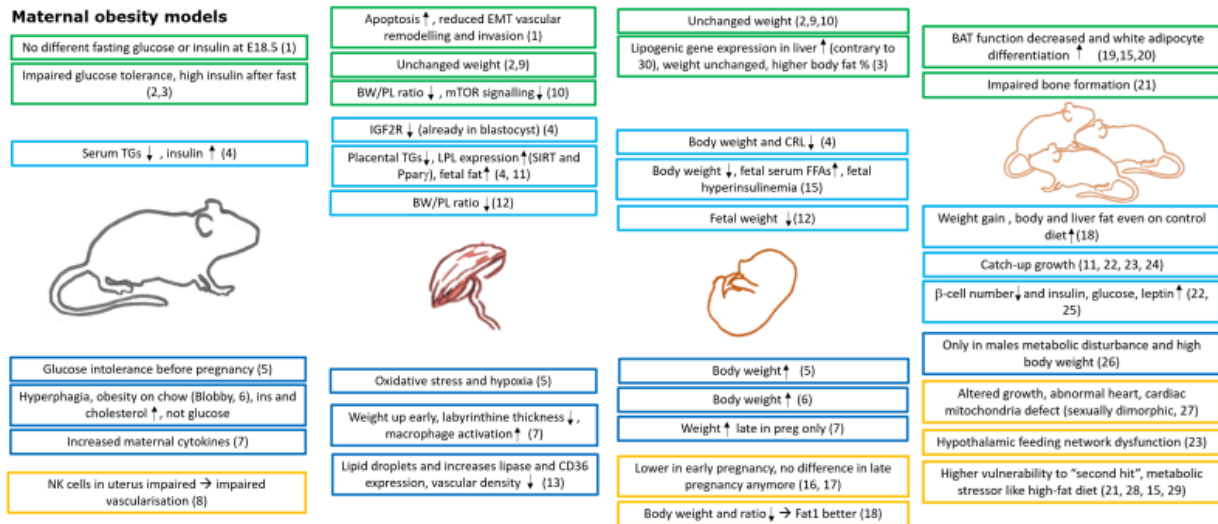 Maternal obesity models
No different fasting glucose or insulin at E18.5 (1)
Impaired glucose tolerance, high insulin after fast
(2,3)
Serum TGs ↓ , insulin ↑ (4)
Glucose intolerance before pregnancy (5)
Hyperphagia, obesity on chow (Blobby, 6), ins and
cholesterol ↑, not glucose
Increased maternal cytokines (7)
NK cells in uterus impaired → impaired
vascularisation (8)
Apoptosis ↑, reduced EMT vascular
remodelling and invasion (1)
Unchanged weight (2,9)
BW/PL ratio ↓ , mTOR signalling↓ (10)
IGF2R ↓ (already in blastocyst) (4)
Placental TGs↓, LPL expression↑(SIRT and
Pparγ), fetal fat↑ (4, 11)
BW/PL ratio ↓(12)
Oxidative stress and hypoxia (5)
Weight up early, labyrinthine thickness ↓,
macrophage activation↑ (7)
Lipid droplets and increases lipase and CD36
expression, vascular density ↓ (13)
Unchanged weight (2,9,10)
Lipogenic gene expression in liver ↑ (contrary to
30), weight unchanged, higher body fat % (3)
Body weight and CRL↓ (4)
Body weight ↓, fetal serum FFAs↑, fetal
hyperinsulinemia (15)
Fetal weight ↓(12)
Body weight↑ (5)
Body weight ↑ (6)
Weight ↑ late in preg only (7)
Lower in early pregnancy, no difference in late
pregnancy anymore (16, 17)
Body weight and ratio↓ → Fat1 better (18)
BAT function decreased and white adipocyte
differentiation ↑ (19,15,20)
Impaired bone formation (21)
Weight gain , body and liver fat even on control
diet↑(18)
Catch-up growth (11, 22, 23, 24)
β-cell number↓and insulin, glucose, leptin↑ (22,
25)
Only in males metabolic disturbance and high
body weight (26)
Altered growth, abnormal heart, cardiac
mitochondria defect (sexually dimorphic, 27)
Hypothalamic feeding network dysfunction (23)
Higher vulnerability to “second hit”, metabolic
stressor like high-fat diet (21, 28, 15, 29)